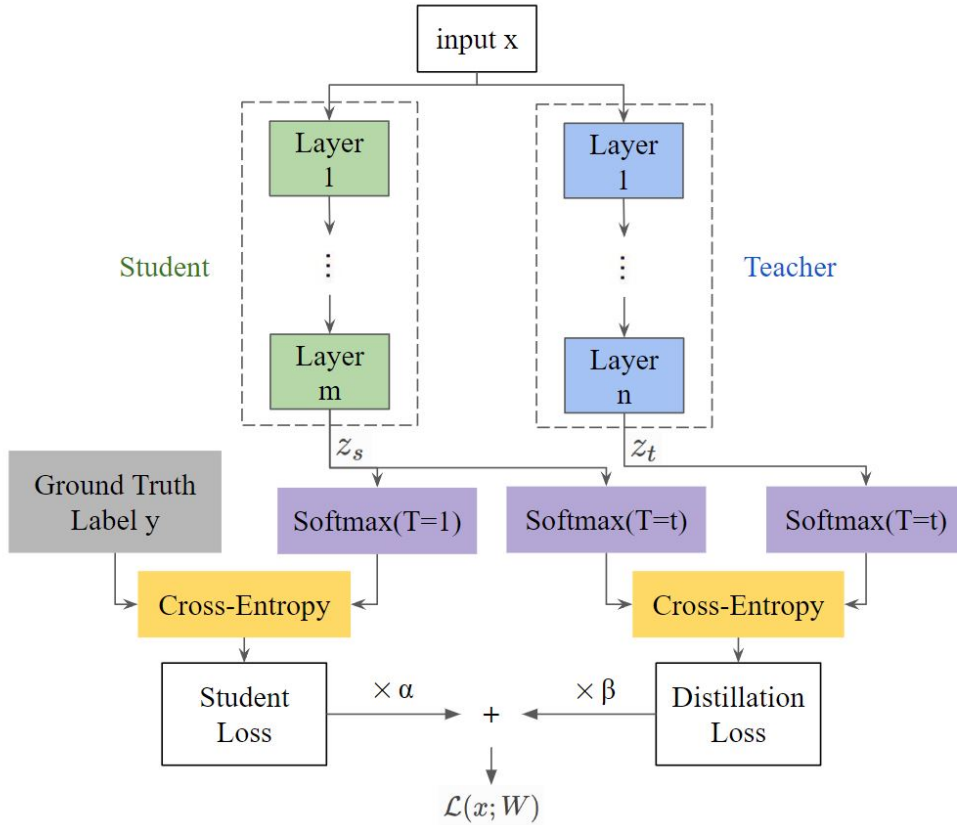 input x
Layer
1
Layer
1
⋮
⋮
Student
Teacher
Layer
m
Layer
n
z_s
z_t
Ground Truth
Label y
Softmax(T=1)
Softmax(T=t)
Softmax(T=t)
Cross-Entropy
Cross-Entropy
Student
Loss
× α
+
× β
Distillation
Loss
ℒ(x; W)